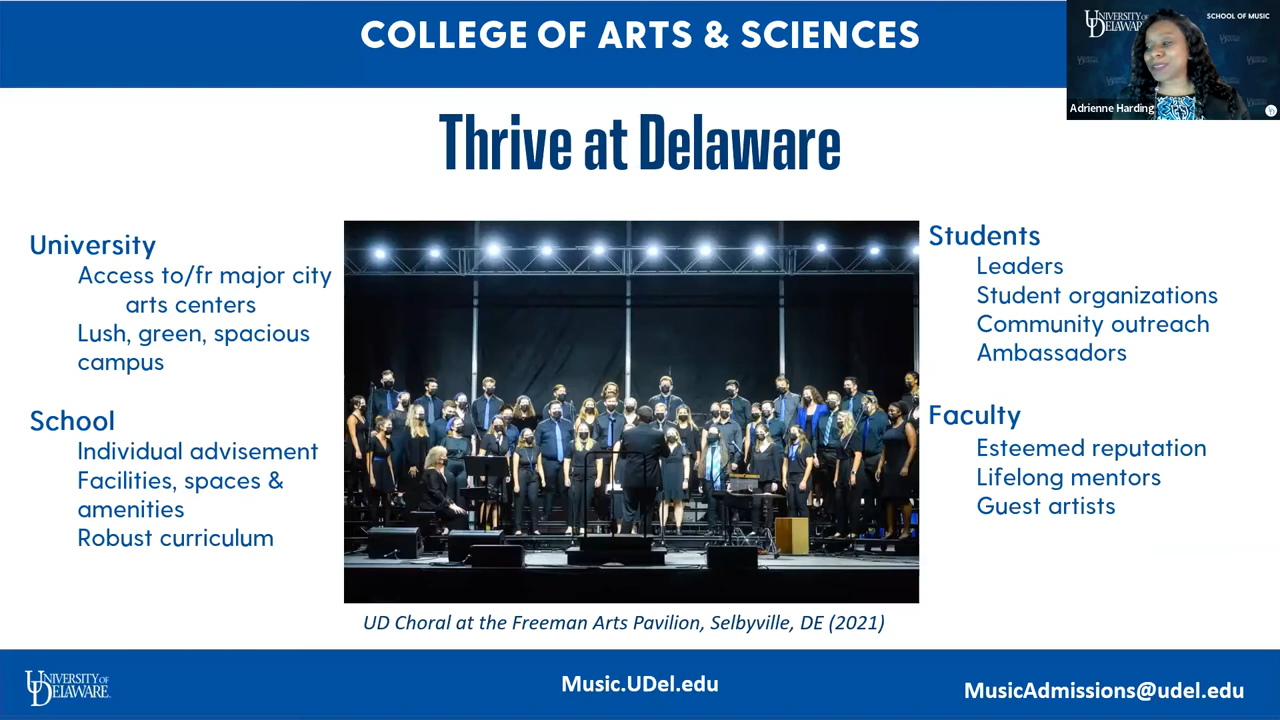 COLLEGE OF ARTS & SCIENCES
UNIVERSITY OF
DELAWARE
SCHOOL OF MUSIC
Adrienne Harding
Thrive at Delaware
University
Access to/fr major city
arts centers
Lush, green, spacious
campus
School
Individual advisement
Facilities, spaces &
amenities
Robust curriculum
Students
Leaders
Student organizations
Community outreach
Ambassadors
Faculty
Esteemed reputation
Lifelong mentors
Guest artists
UD Choral at the Freeman Arts Pavilion, Selbyville, DE (2021)
UNIVERSITY OF
DELAWARE
Music.UDel.edu
MusicAdmissions@udel.edu